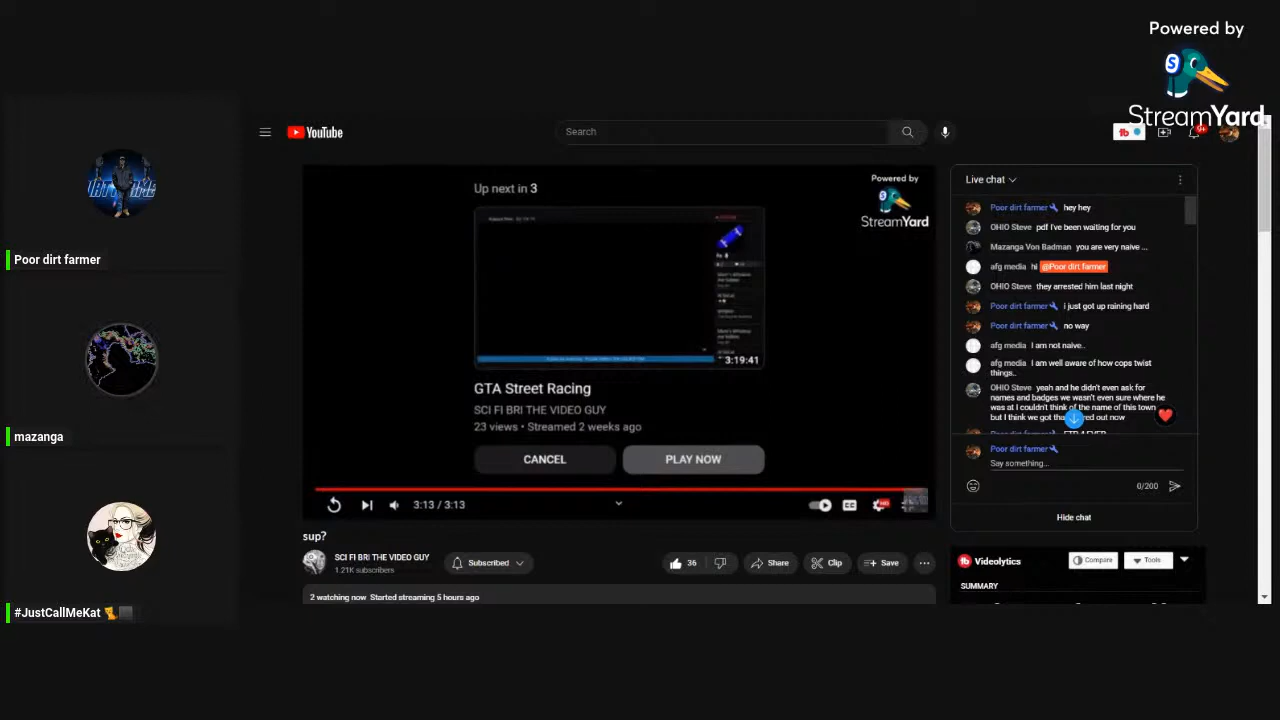 Powered by
StreamYard
YouTube
Search
9+
Poor dirt farmer
mazanga
#JustCallMeKat
Up next in 3
Powered by
StreamYard
3:19:41
GTA Street Racing
SCI FI BRI THE VIDEO GUY
23 views • Streamed 2 weeks ago
CANCEL
PLAY NOW
3:13 / 3:13
sup?
SCI FI BRI THE VIDEO GUY
1.21K subscribers
Subscribed
36
Share
Clip
Save
2 watching now Started streaming 5 hours ago
Live chat
Poor dirt farmer hey hey
OHIO Steve pdf I've been waiting for you
Mazanga Von Badman you are very naive ...
afg media hi @Poor dirt farmer
OHIO Steve they arrested him last night
Poor dirt farmer i just got up raining hard
Poor dirt farmer no way
afg media I am not naive..
afg media I am well aware of how cops twist
things..
OHIO Steve yeah and he didn't even ask for
names and badges we wasn't even sure where he
was at I couldn't think of the name of this town
but I think we got out now
Poor dirt farmer
Say something...
0/200
Hide chat
Videolytics
Compare
Tools
SUMMARY